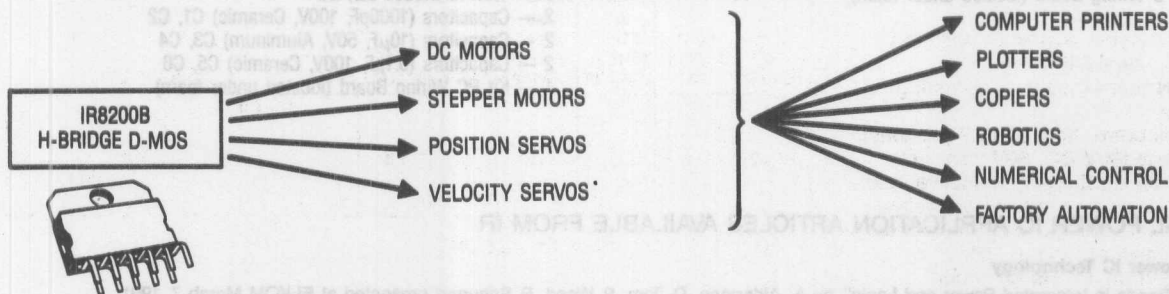 IR8200B
H-BRIDGE D-MOS
DC MOTORS
STEPPER MOTORS
POSITION SERVOS
VELOCITY SERVOS
COMPUTER PRINTERS
PLOTTERS
COPIERS
ROBOTICS
NUMERICAL CONTROL
FACTORY AUTOMATION